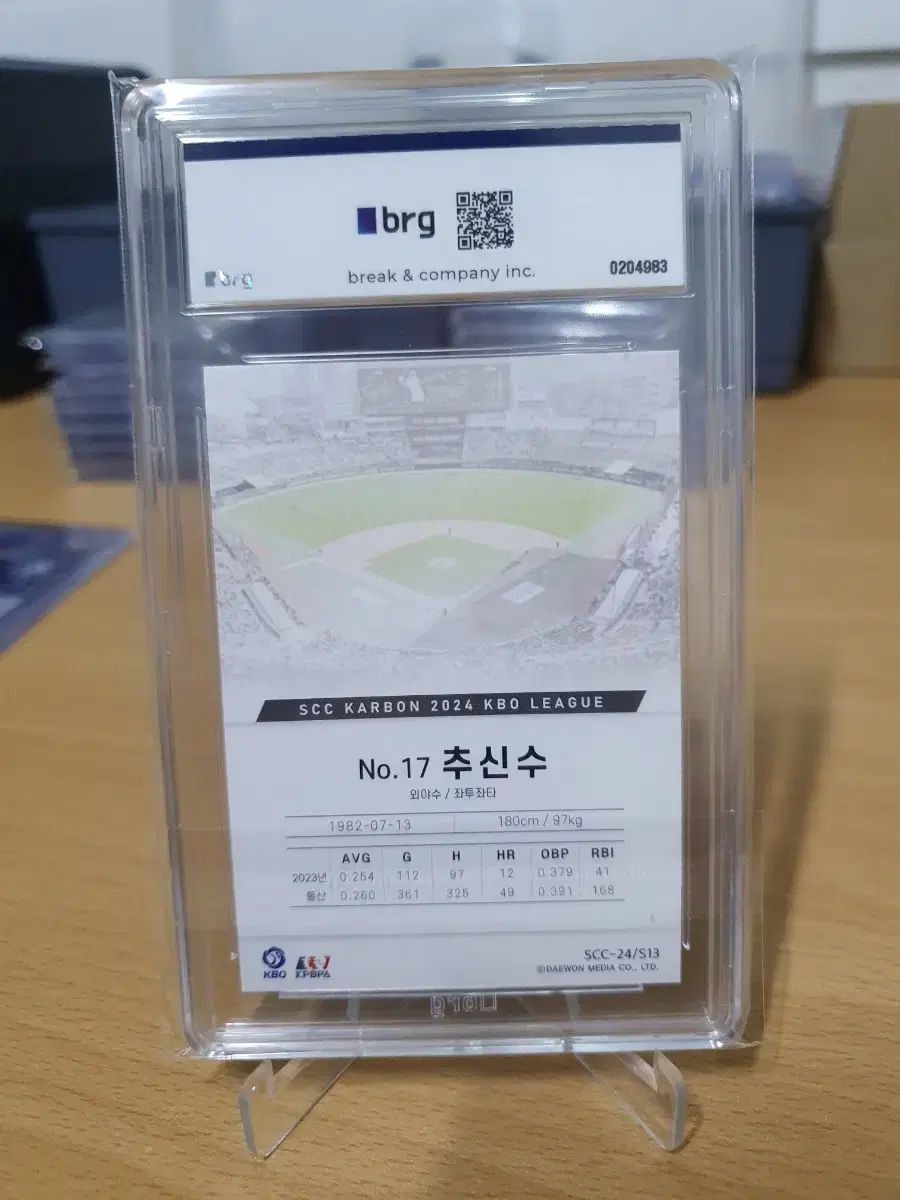 brg
brg
break & company inc.
0204983
SCC KARBON 2024 KBO LEAGUE
No.17 추신수
외야수 / 좌투좌타
1982-07-13 180cm / 97kg
AVG G H HR OBP RBI
2023년 0.254 112 97 12 0.379 41
통산 0.260 361 325 49 0.391 168
SCC-24/S13
KBO KPBPA
©DAEWON MEDIA CO., LTD.
brg